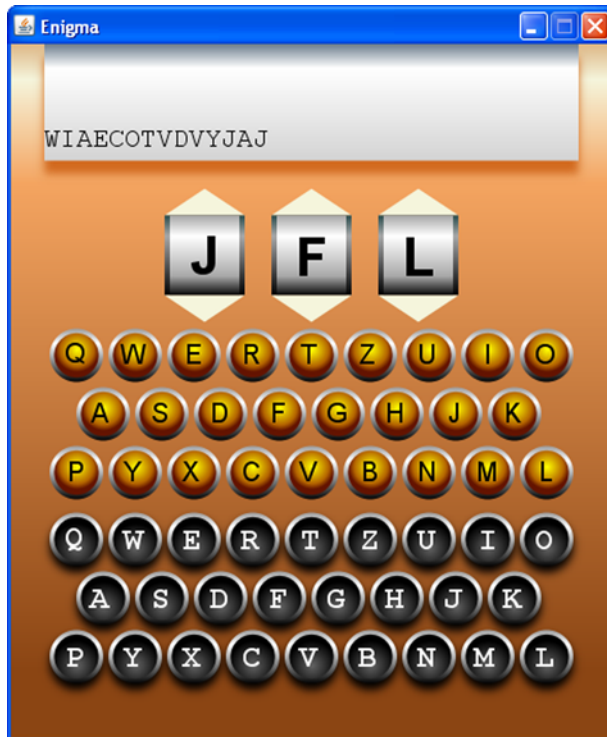 Enigma
WIAECOTVDVYJAJ
J F L
Q W E R T Z U I O
A S D F G H J K
P Y X C V B N M L
Q W E R T Z U I O
A S D F G H J K
P Y X C V B N M L